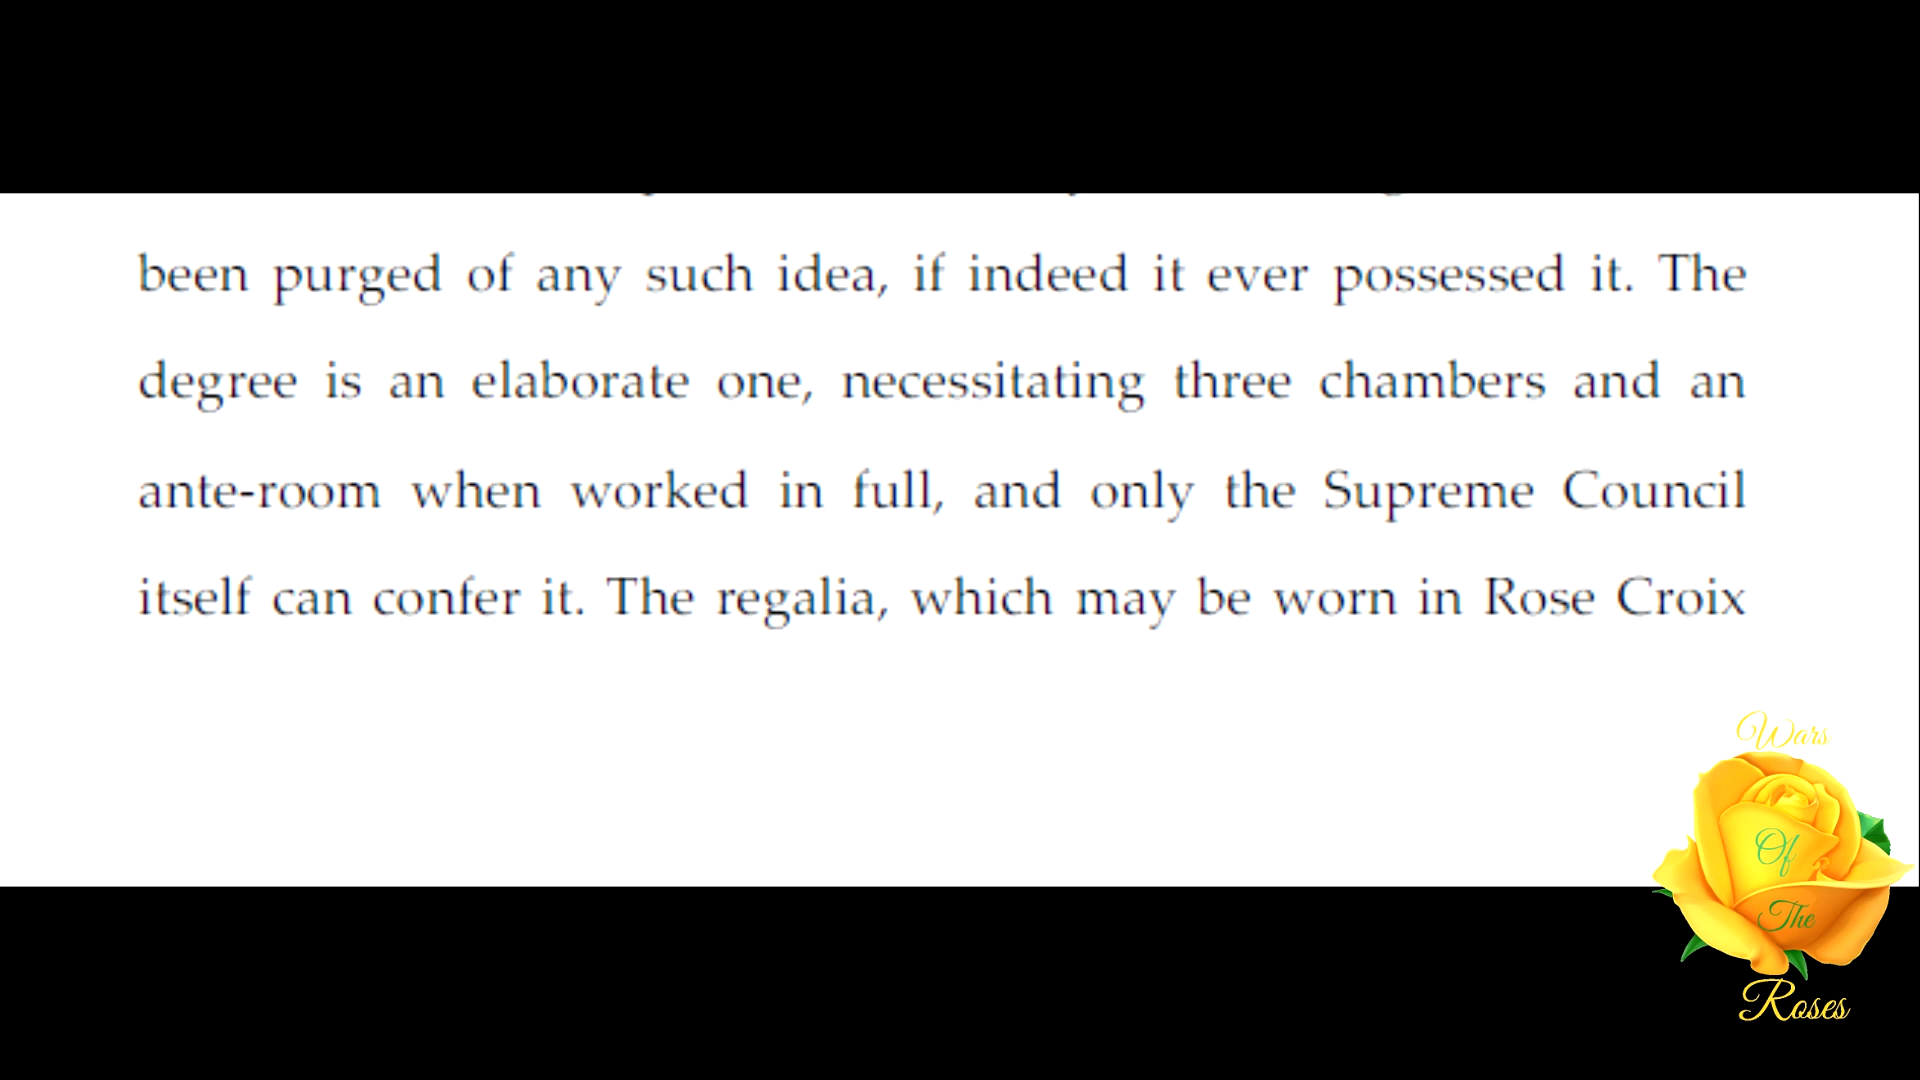 been purged of any such idea, if indeed it ever possessed it. The
degree is an elaborate one, necessitating three chambers and an
ante-room when worked in full, and only the Supreme Council
itself can confer it. The regalia, which may be worn in Rose Croix
Wars
Of
The
Roses